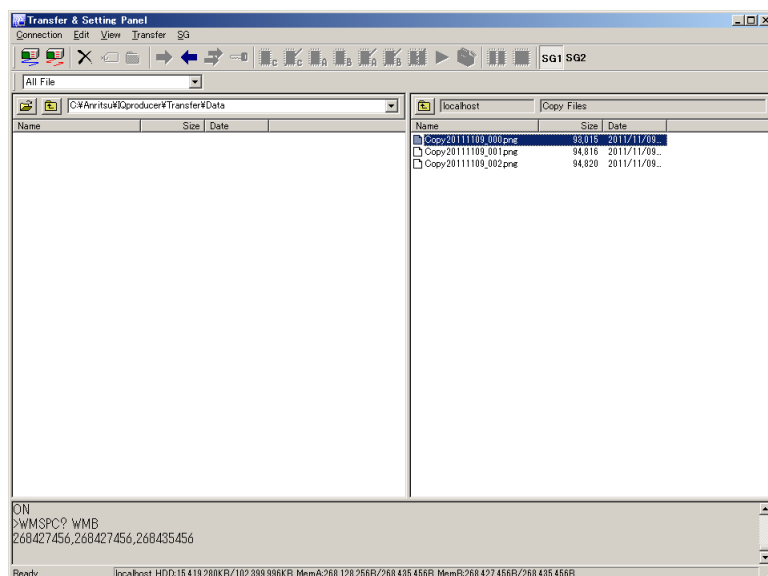 Transfer & Setting Panel
Connection Edit View Transfer SG
C C A B A B SG1 SG2
All File
C:¥Anritsu¥IQproducer¥Transfer¥Data localhost Copy Files
Name Size Date Name Size Date
Copy20111109_000.png 93,015 2011/11/09...
Copy20111109_001.png 94,816 2011/11/09...
Copy20111109_002.png 94,820 2011/11/09...
ON
>WMSPC? WMB
268427456,268427456,268435456
Ready localhost HDD:15 419 280KB/102 399 996KB MemA:268 128 256B/268 435 456B MemB:268 427 456B/268 435 456B